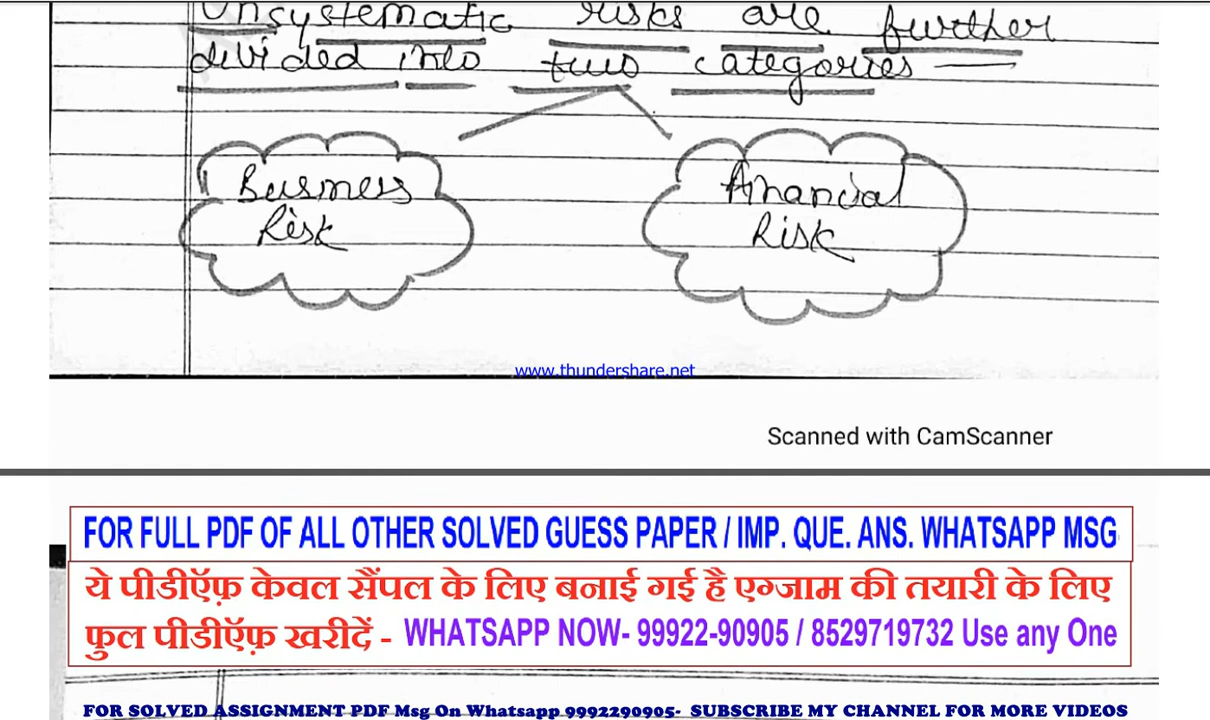 Unsystematic risks are further
divided into two categories —
Business
Risk
Financial
Risk
www.thundershare.net
Scanned with CamScanner
FOR FULL PDF OF ALL OTHER SOLVED GUESS PAPER / IMP. QUE. ANS. WHATSAPP MSG
ये पीडीऍफ़ केवल सैंपल के लिए बनाई गई है एग्जाम की तयारी के लिए
फुल पीडीऍफ़ खरीदें - WHATSAPP NOW- 99922-90905 / 8529719732 Use any One
FOR SOLVED ASSIGNMENT PDF Msg On Whatsapp 9992290905- SUBSCRIBE MY CHANNEL FOR MORE VIDEOS